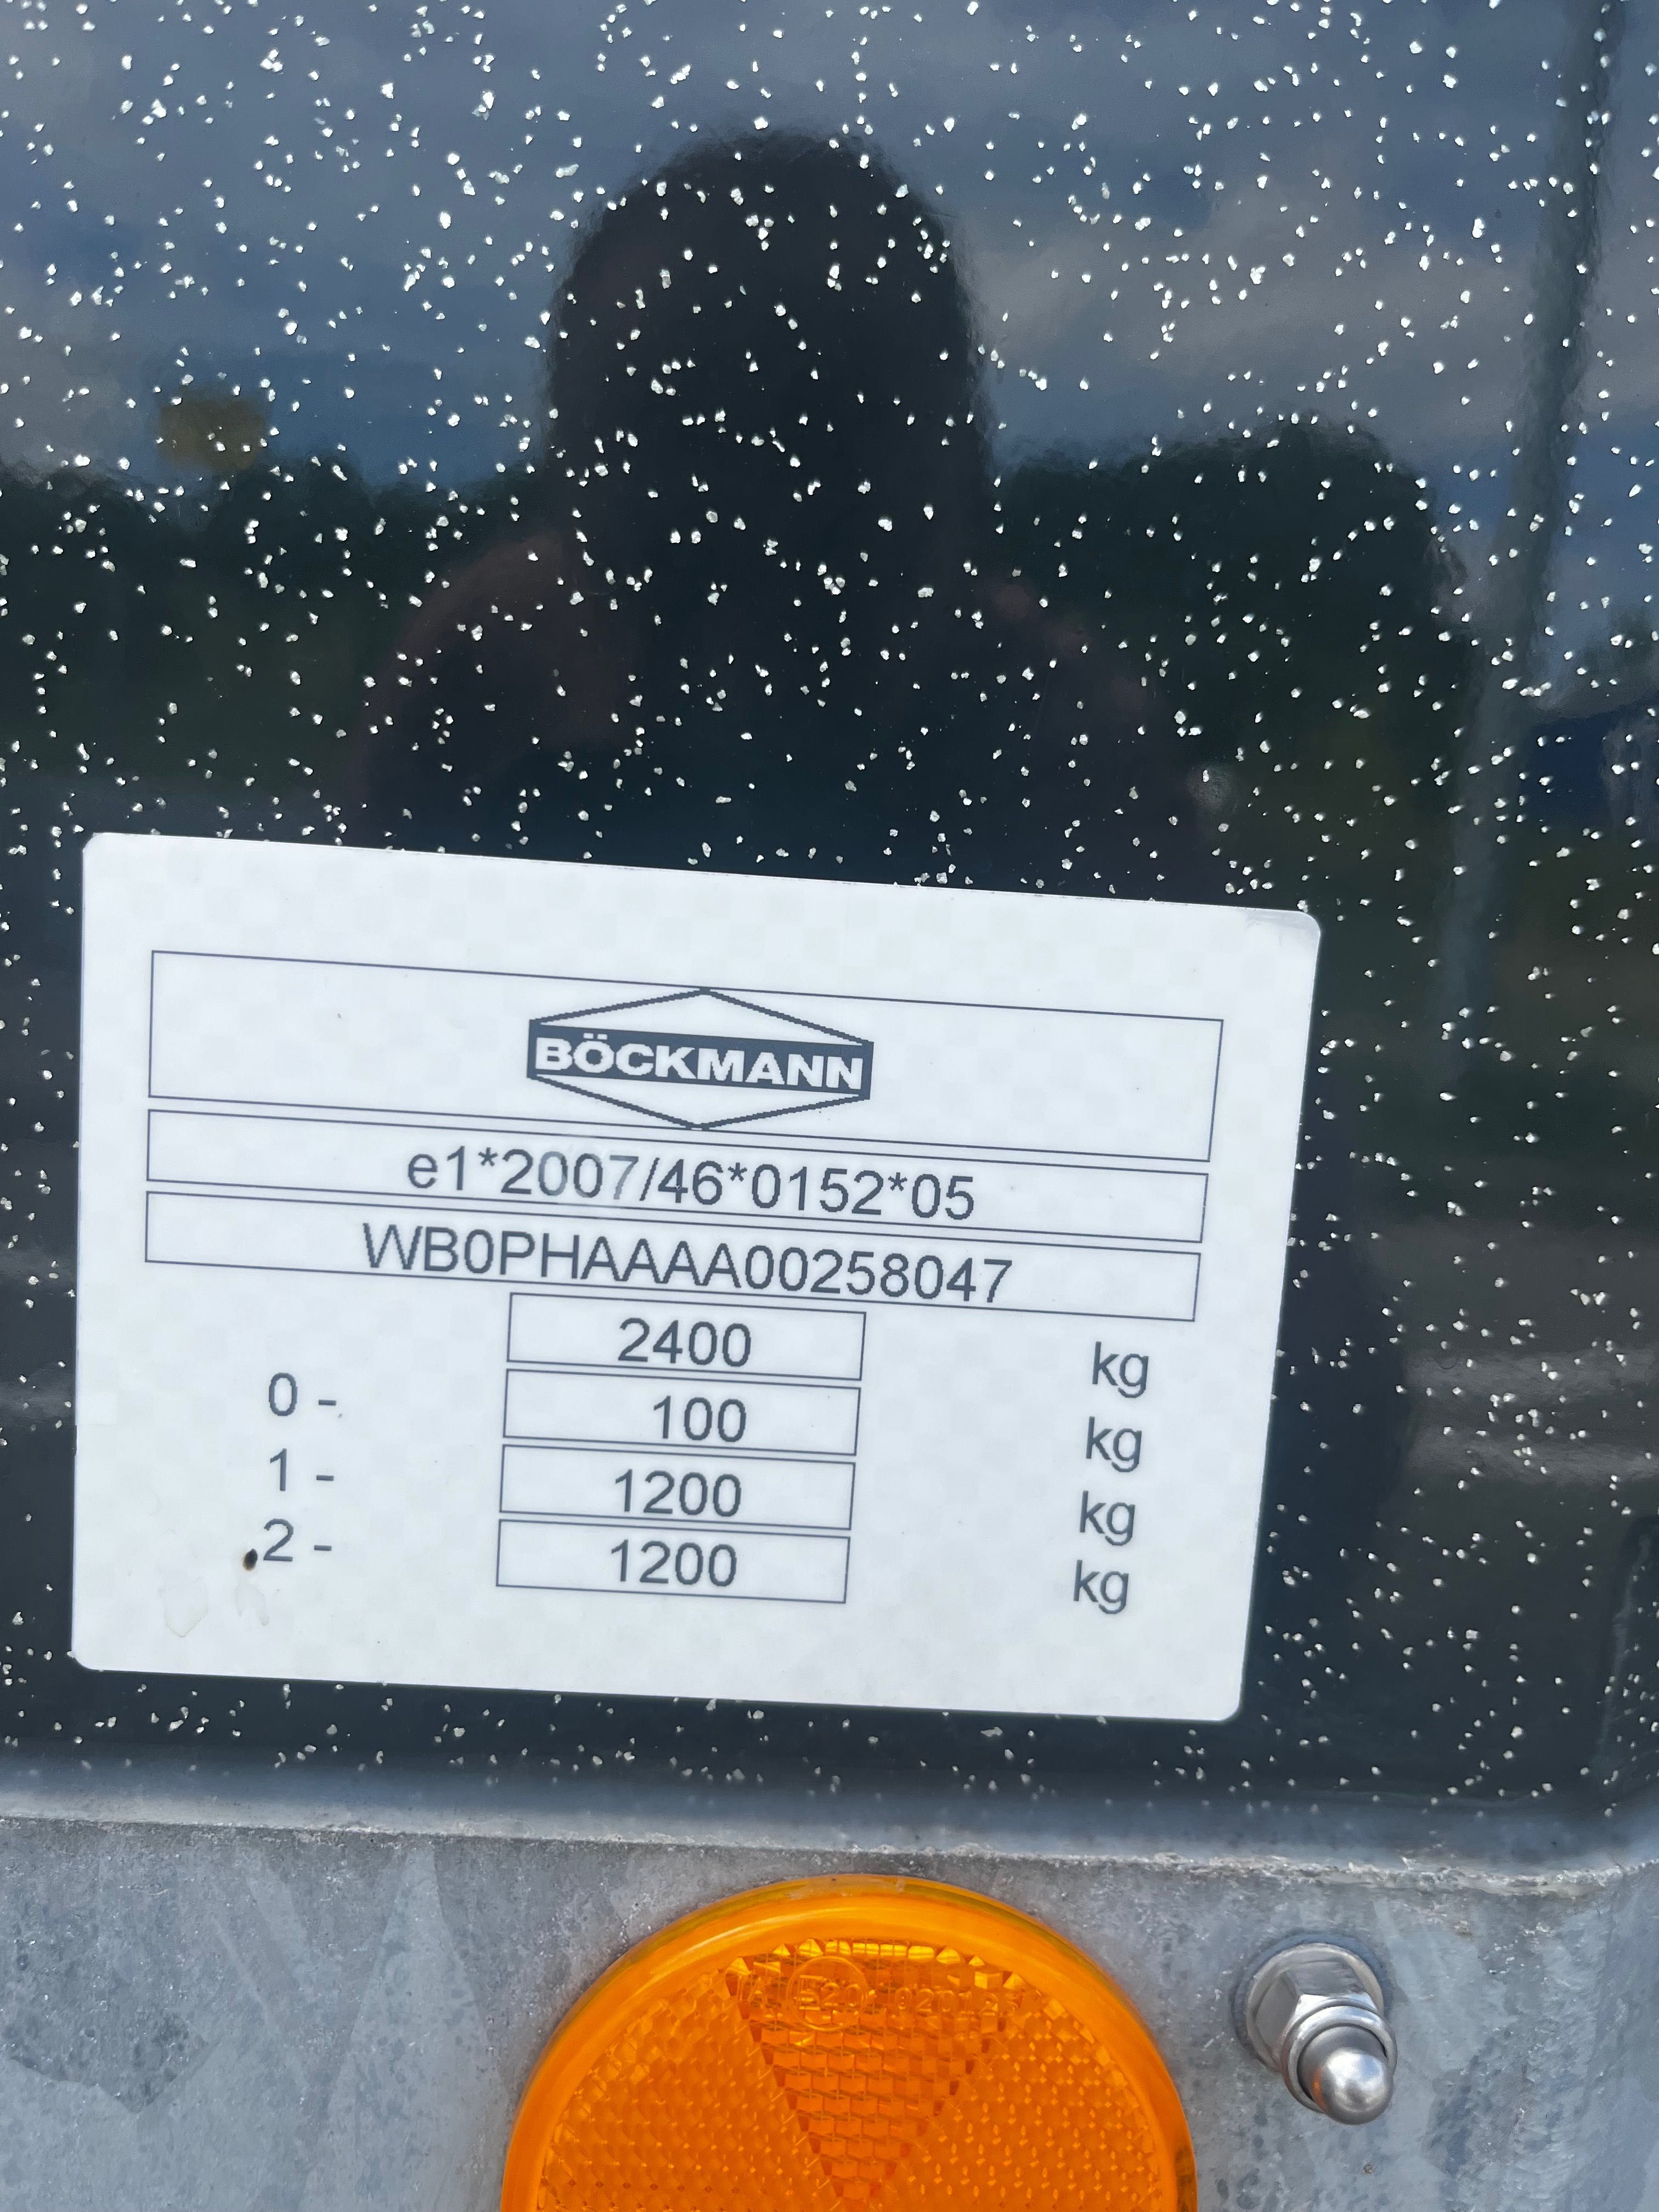 BÖCKMANN
e1*2007/46*0152*05
WB0PHAAAA00258047
2400 kg
0 - 100 kg
1 - 1200 kg
2 - 1200 kg